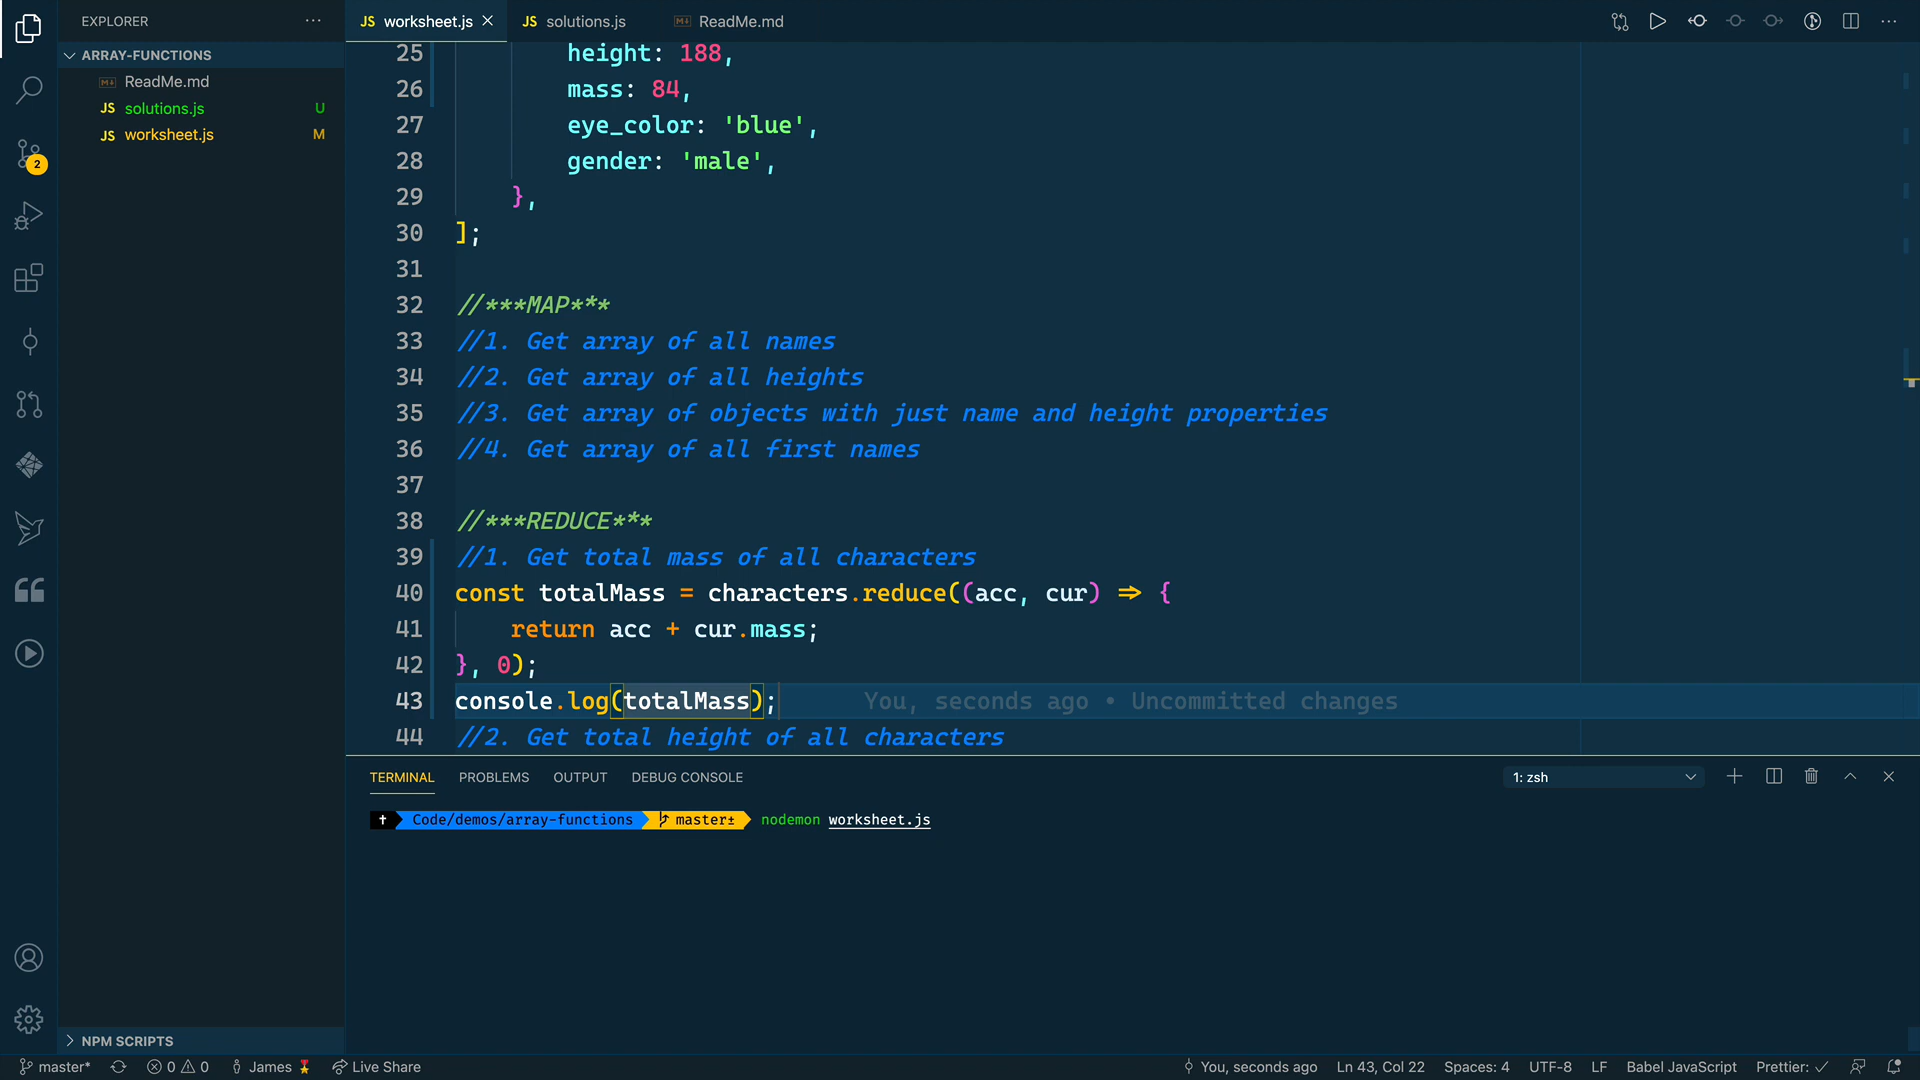 EXPLORER
ARRAY-FUNCTIONS
ReadMe.md
JS solutions.js U
JS worksheet.js M
2
NPM SCRIPTS
JS worksheet.js
JS solutions.js
ReadMe.md
25 height: 188,
26 mass: 84,
27 eye_color: 'blue',
28 gender: 'male',
29 },
30 ];
31
32 //***MAP***
33 //1. Get array of all names
34 //2. Get array of all heights
35 //3. Get array of objects with just name and height properties
36 //4. Get array of all first names
37
38 //***REDUCE***
39 //1. Get total mass of all characters
40 const totalMass = characters.reduce((acc, cur) => {
41 return acc + cur.mass;
42 }, 0);
43 console.log(totalMass); You, seconds ago • Uncommitted changes
44 //2. Get total height of all characters
TERMINAL PROBLEMS OUTPUT DEBUG CONSOLE 1: zsh
Code/demos/array-functions master± nodemon worksheet.js
master* 0 0 James Live Share You, seconds ago Ln 43, Col 22 Spaces: 4 UTF-8 LF Babel JavaScript Prettier: ✓